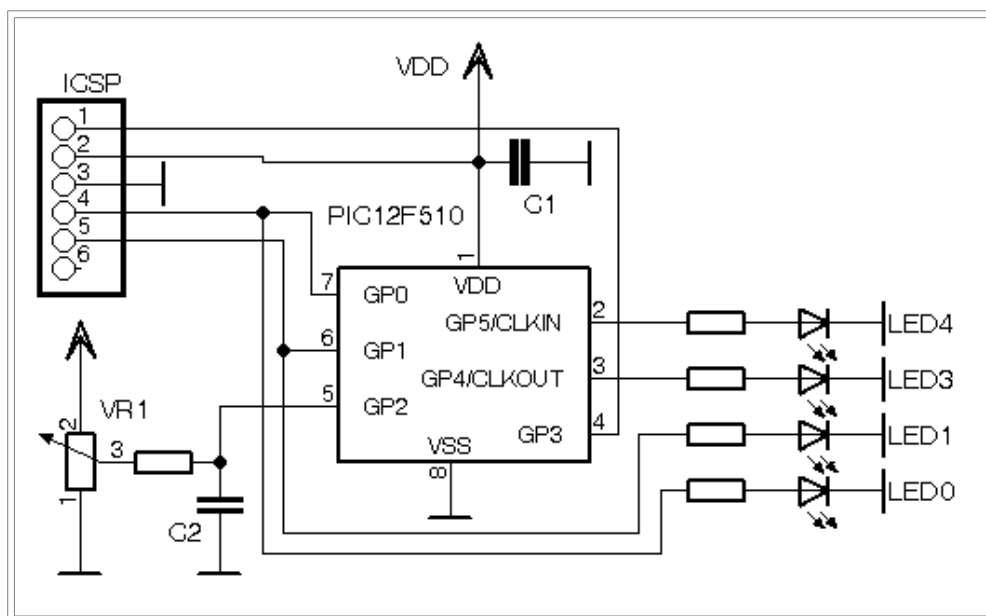 VDD
ICSP
1
2
3
4
5
6
C1
PIC12F510
1
VDD
7
GP0
GP5/CLKIN
2
LED4
6
GP1
GP4/CLKOUT
3
LED3
5
GP2
GP3
4
LED1
VSS
8
LED0
VR1
2
3
1
C2